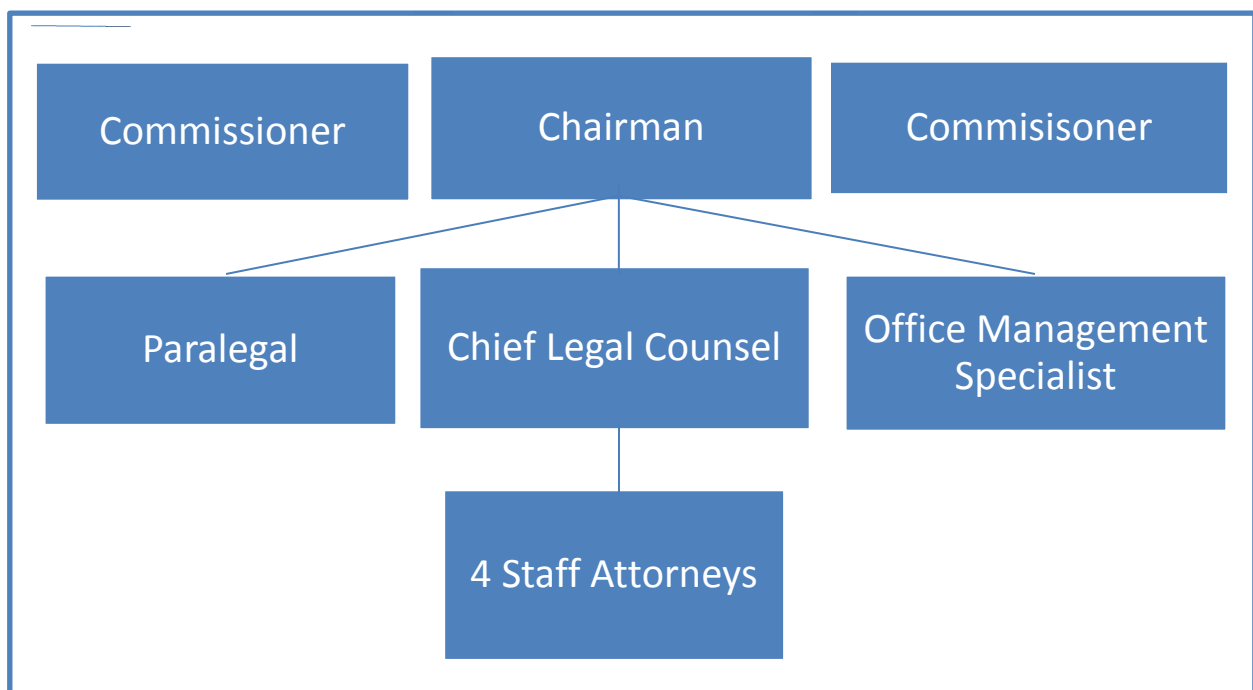 Commissioner
Chairman
Commisisoner
Paralegal
Chief Legal Counsel
Office Management
Specialist
4 Staff Attorneys